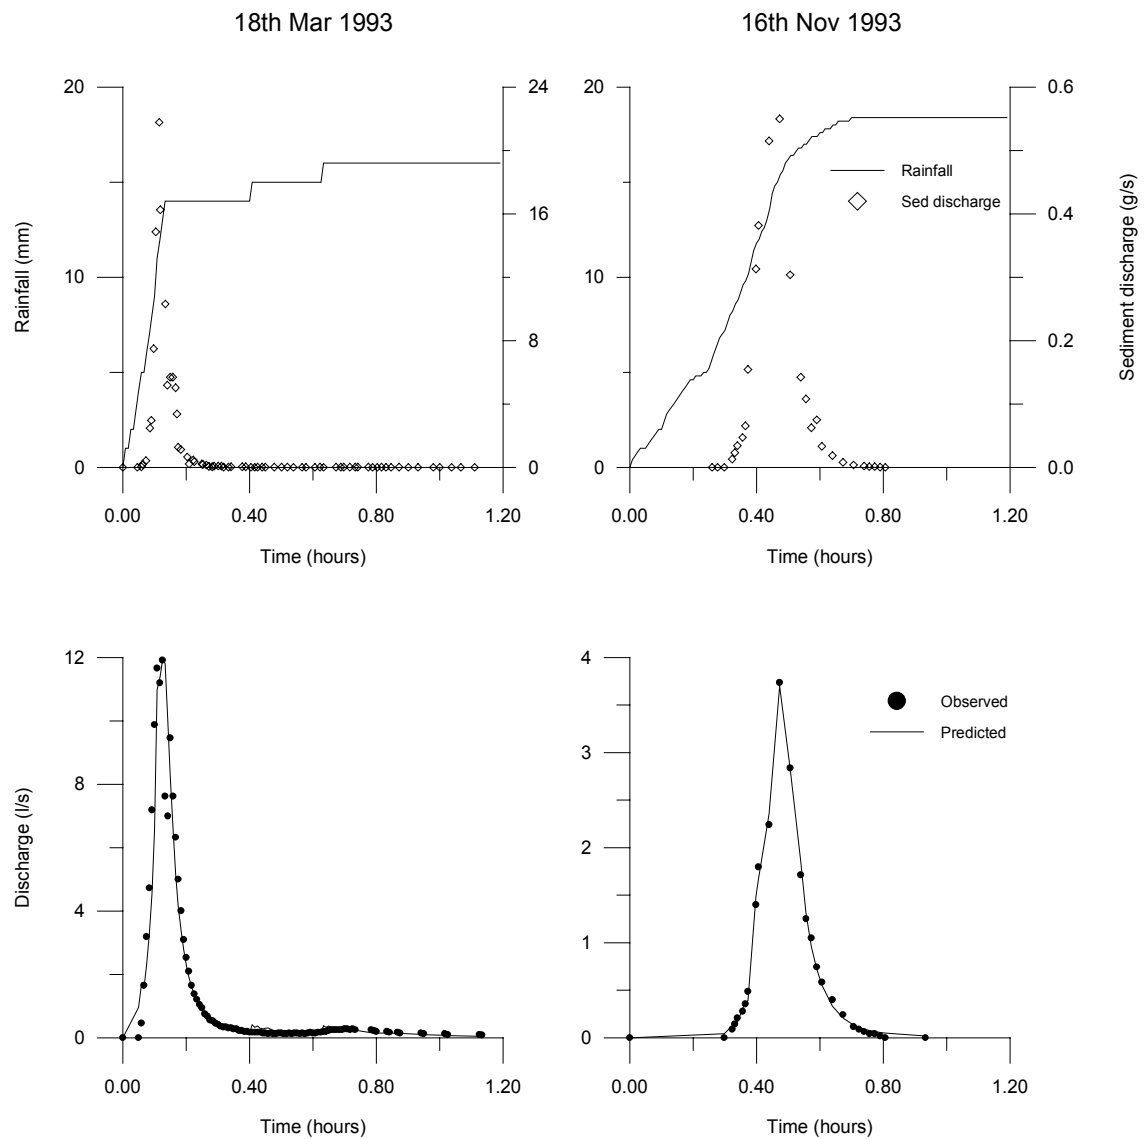 18th Mar 1993
16th Nov 1993
20
24
20
0.6
Rainfall
Sed discharge
16
0.4
10
10
8
0.2
0
0
0
0.0
Rainfall (mm)
Sediment discharge (g/s)
0.00 0.40 0.80 1.20
0.00 0.40 0.80 1.20
Time (hours)
Time (hours)
12
4
Observed
Predicted
3
8
2
4
1
0
0
Discharge (l/s)
0.00 0.40 0.80 1.20
0.00 0.40 0.80 1.20
Time (hours)
Time (hours)